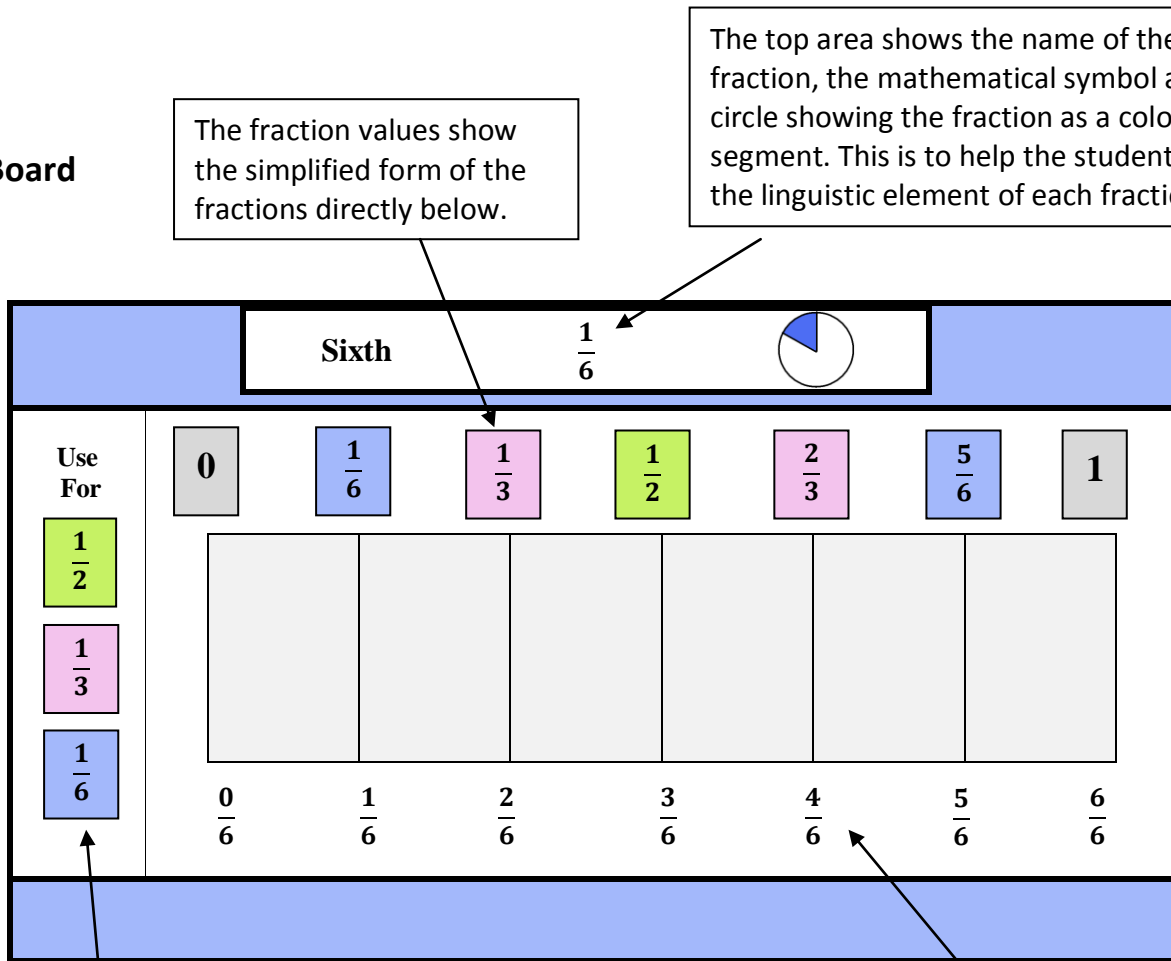 The top area shows the name of the
fraction, the mathematical symbol a
circle showing the fraction as a colo
segment. This is to help the student
the linguistic element of each fracti
The fraction values show
the simplified form of the
fractions directly below.
Board
Sixth 1/6
Use
For
0 1/6 1/3 1/2 2/3 5/6 1
1/2
1/3
1/6
0/6 1/6 2/6 3/6 4/6 5/6 6/6